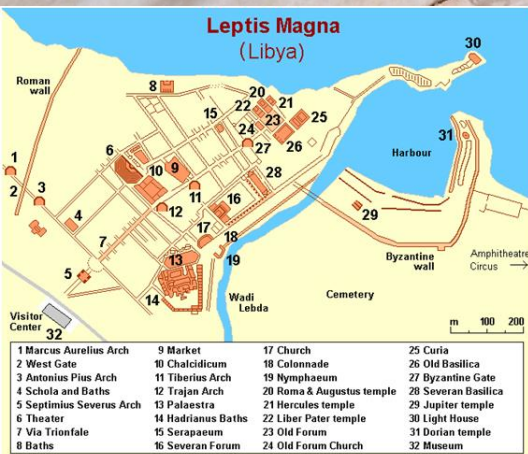 Leptis Magna
(Libya)
Roman
wall
Harbour
Byzantine
wall
Amphitheatre
Circus
Wadi
Lebda
Cemetery
Visitor
Center
m 100 200
1
2
3
4
5
6
7
8
9
10
11
12
13
14
15
16
17
18
19
20
21
22
23
24
25
26
27
28
29
30
31
32
1 Marcus Aurelius Arch
2 West Gate
3 Antonius Pius Arch
4 Schola and Baths
5 Septimius Severus Arch
6 Theater
7 Via Trionfale
8 Baths
9 Market
10 Chalcidicum
11 Tiberius Arch
12 Trajan Arch
13 Palaestra
14 Hadrianus Baths
15 Serapaeum
16 Severan Forum
17 Church
18 Colonnade
19 Nymphaeum
20 Roma & Augustus temple
21 Hercules temple
22 Liber Pater temple
23 Old Forum
24 Old Forum Church
25 Curia
26 Old Basilica
27 Byzantine Gate
28 Severan Basilica
29 Jupiter temple
30 Light House
31 Dorian temple
32 Museum